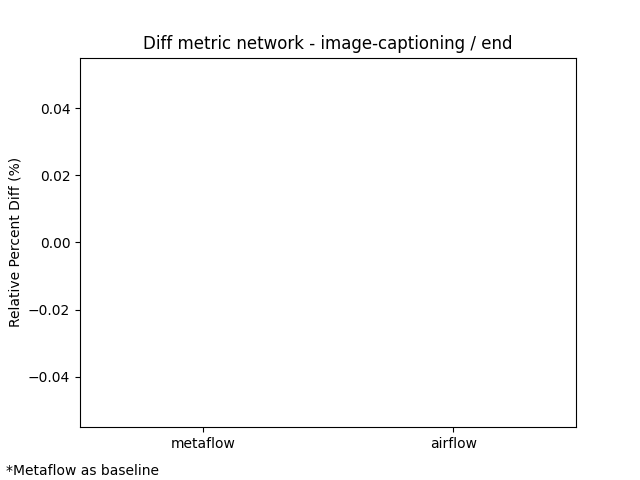 Diff metric network - image-captioning / end
Relative Percent Diff (%)
0.04
0.02
0.00
−0.02
−0.04
metaflow
airflow
*Metaflow as baseline